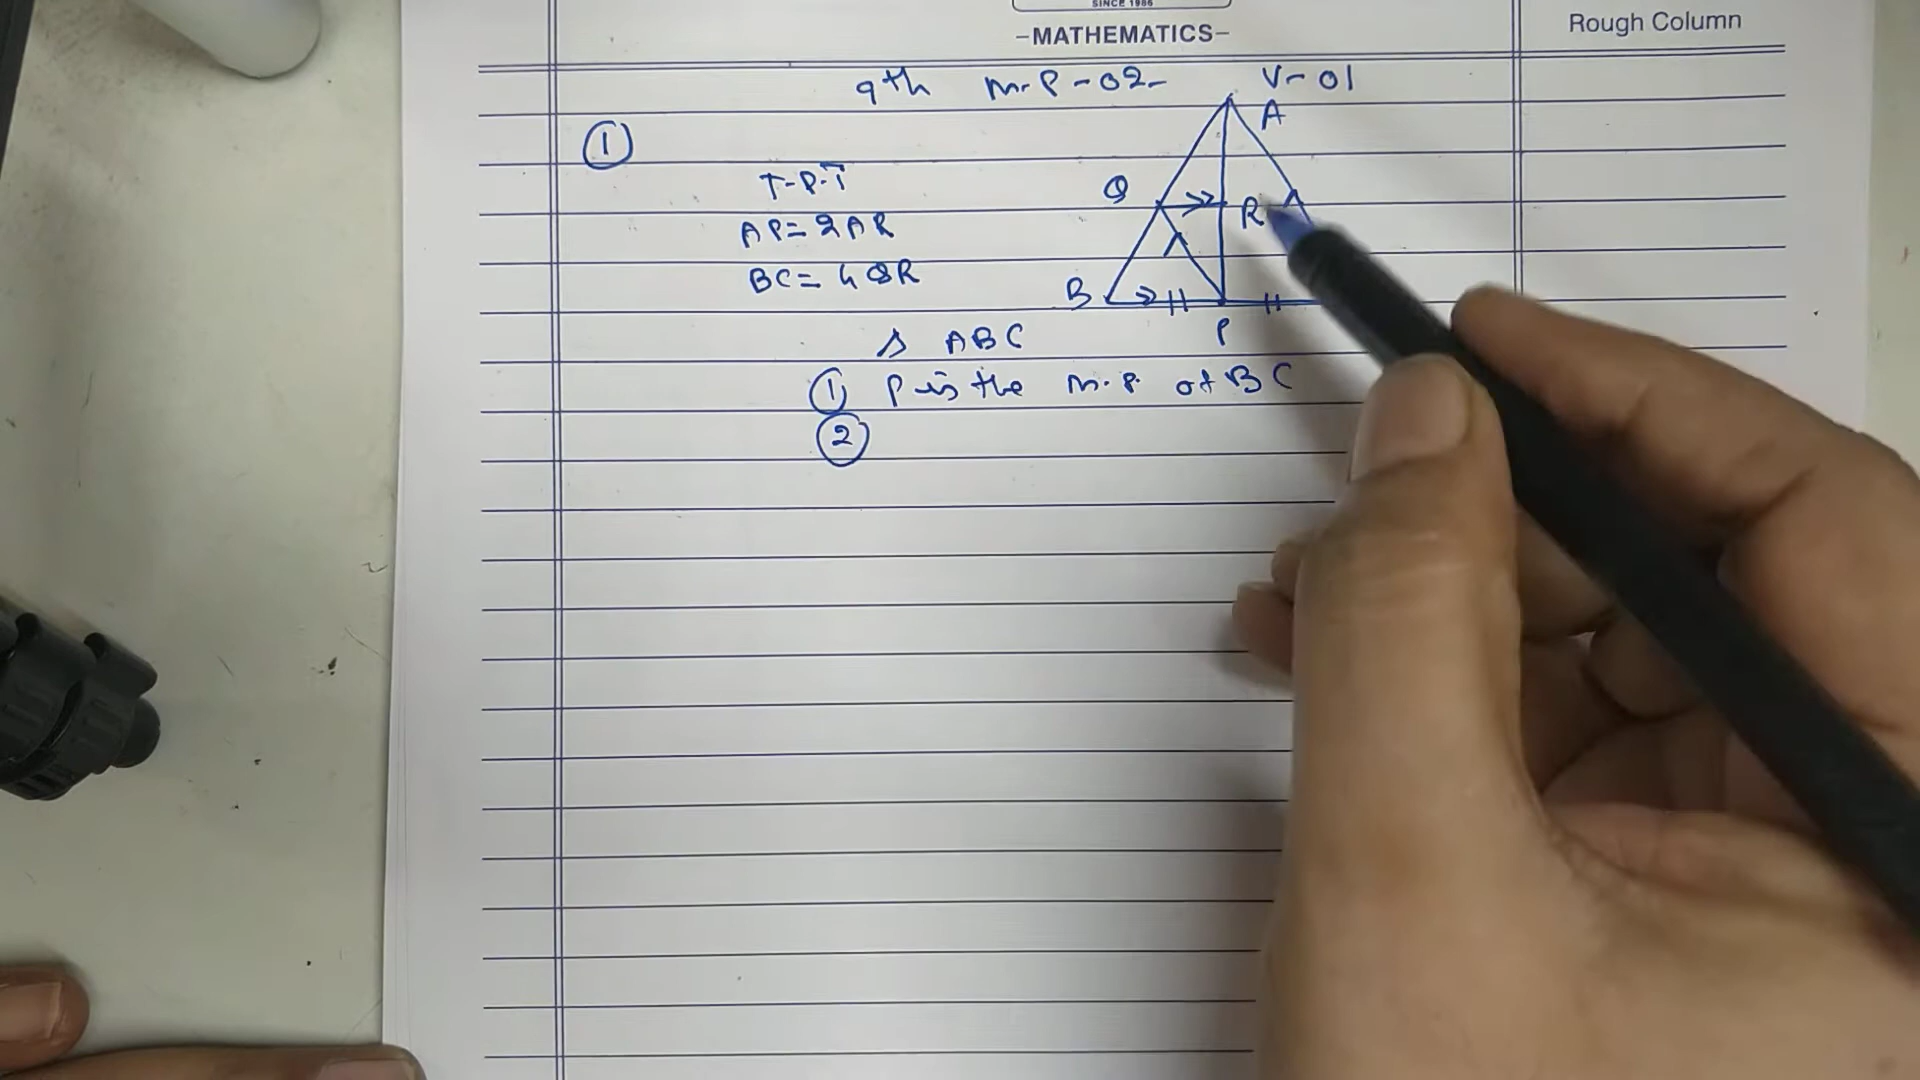 SINCE 1986
-MATHEMATICS-
Rough Column
9th M.P-02- V-01
1
A
T.P.T
Q
R
AP=2AR
BC=4QR
B
P
Δ ABC
1 P is the M.P. of BC
2